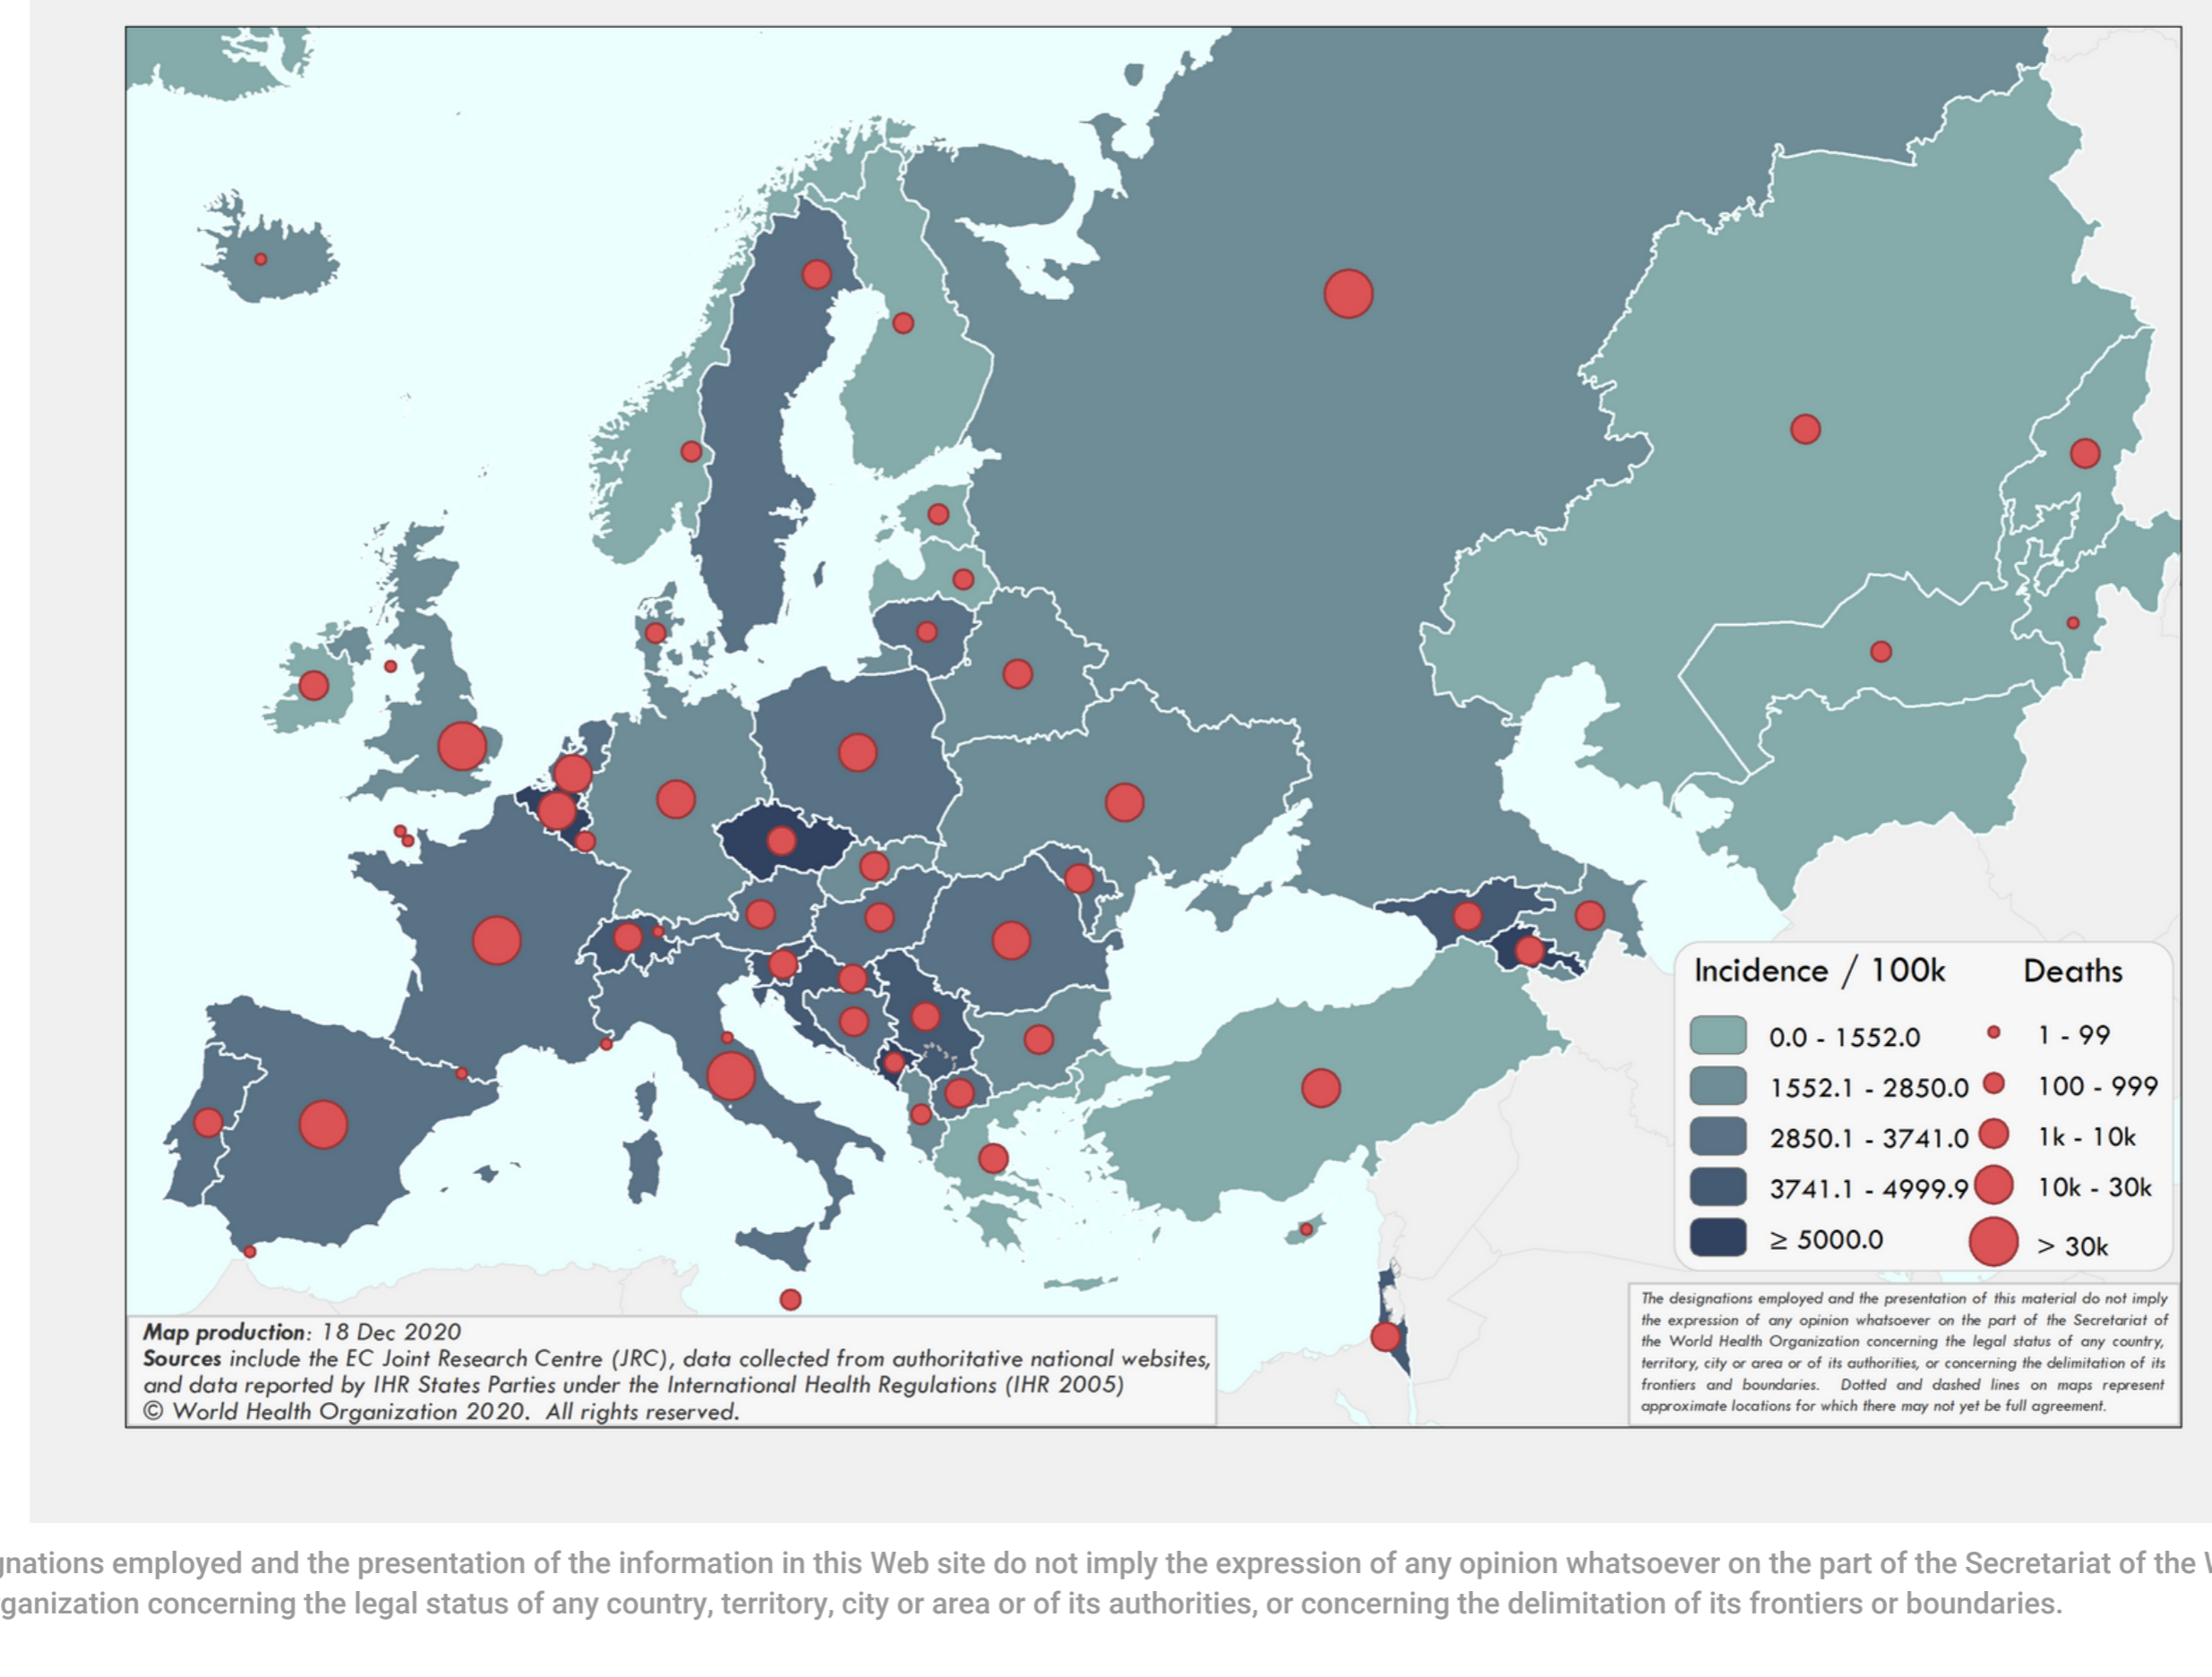 Incidence / 100k Deaths
0.0 - 1552.0 1 - 99
1552.1 - 2850.0 100 - 999
2850.1 - 3741.0 1k - 10k
3741.1 - 4999.9 10k - 30k
≥ 5000.0 > 30k
The designations employed and the presentation of this material do not imply
the expression of any opinion whatsoever on the part of the Secretariat of
the World Health Organization concerning the legal status of any country,
territory, city or area or of its authorities, or concerning the delimitation of its
frontiers and boundaries. Dotted and dashed lines on maps represent
approximate locations for which there may not yet be full agreement.
Map production: 18 Dec 2020
Sources include the EC Joint Research Centre (JRC), data collected from authoritative national websites,
and data reported by IHR States Parties under the International Health Regulations (IHR 2005)
© World Health Organization 2020. All rights reserved.
gnations employed and the presentation of the information in this Web site do not imply the expression of any opinion whatsoever on the part of the Secretariat of the
ganization concerning the legal status of any country, territory, city or area or of its authorities, or concerning the delimitation of its frontiers or boundaries.